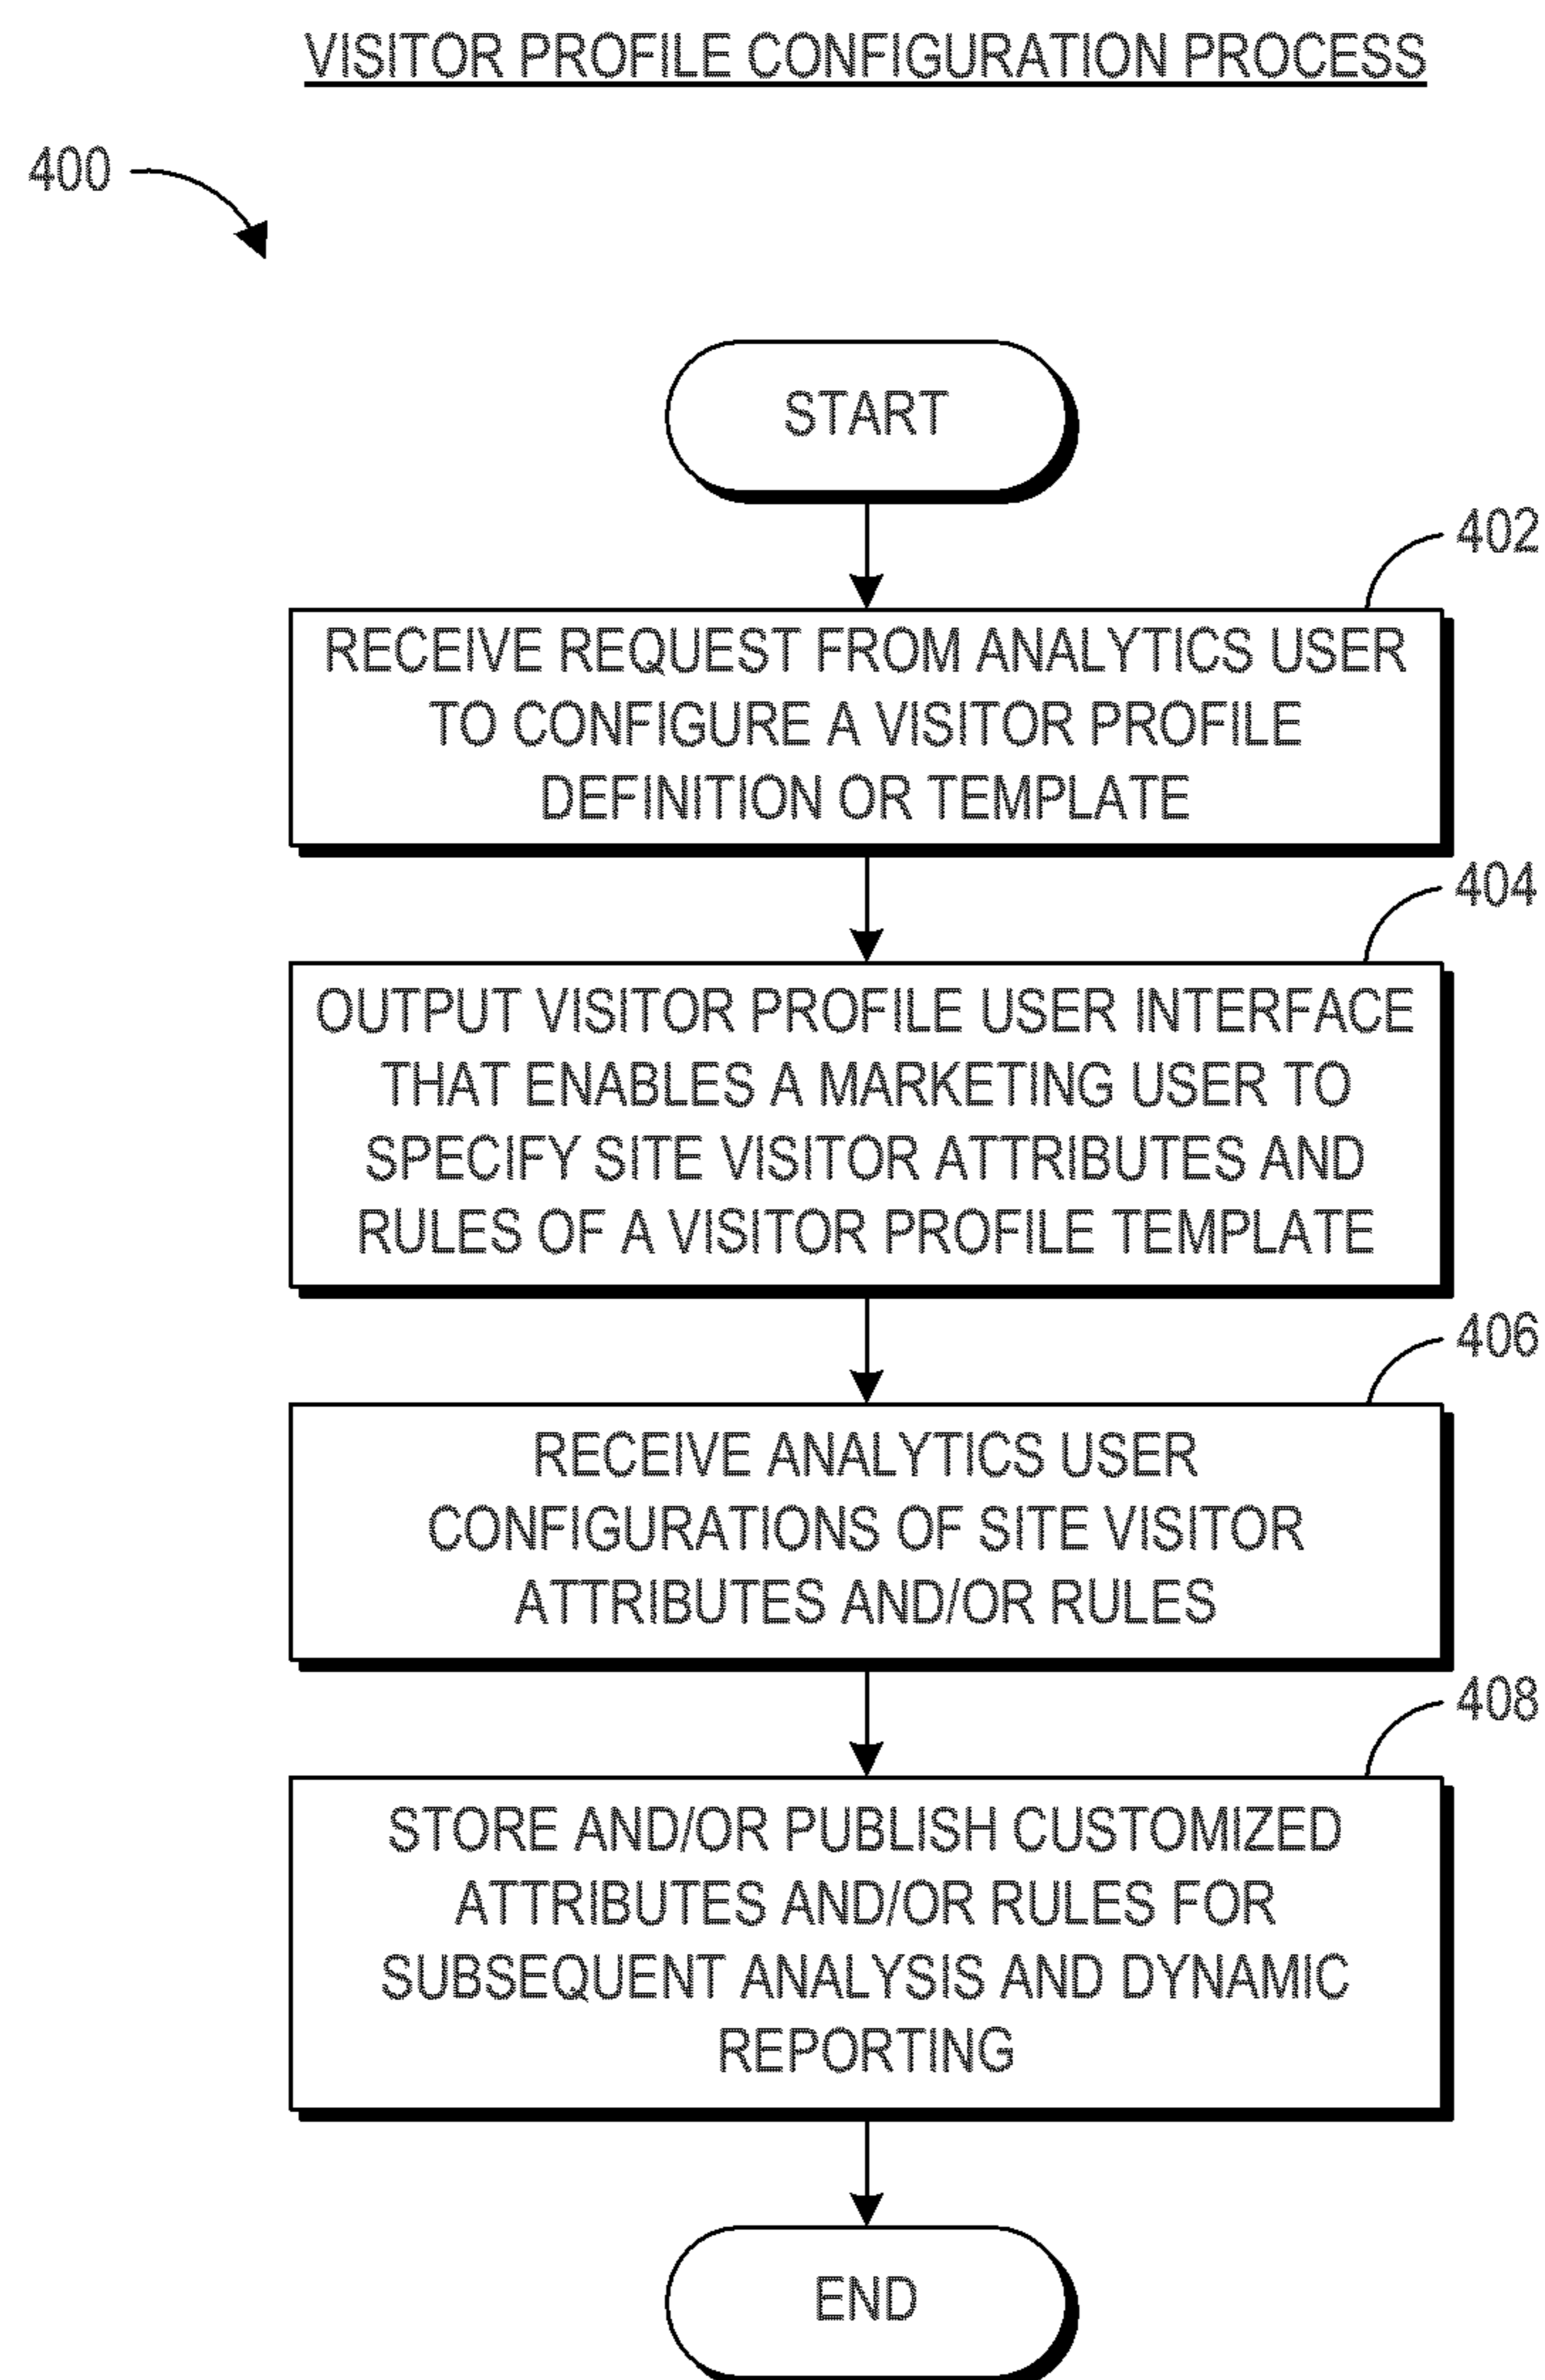 VISITOR PROFILE CONFIGURATION PROCESS
400
START
402
RECEIVE REQUEST FROM ANALYTICS USER
TO CONFIGURE A VISITOR PROFILE
DEFINITION OR TEMPLATE
404
OUTPUT VISITOR PROFILE USER INTERFACE
THAT ENABLES A MARKETING USER TO
SPECIFY SITE VISITOR ATTRIBUTES AND
RULES OF A VISITOR PROFILE TEMPLATE
406
RECEIVE ANALYTICS USER
CONFIGURATIONS OF SITE VISITOR
ATTRIBUTES AND/OR RULES
408
STORE AND/OR PUBLISH CUSTOMIZED
ATTRIBUTES AND/OR RULES FOR
SUBSEQUENT ANALYSIS AND DYNAMIC
REPORTING
END